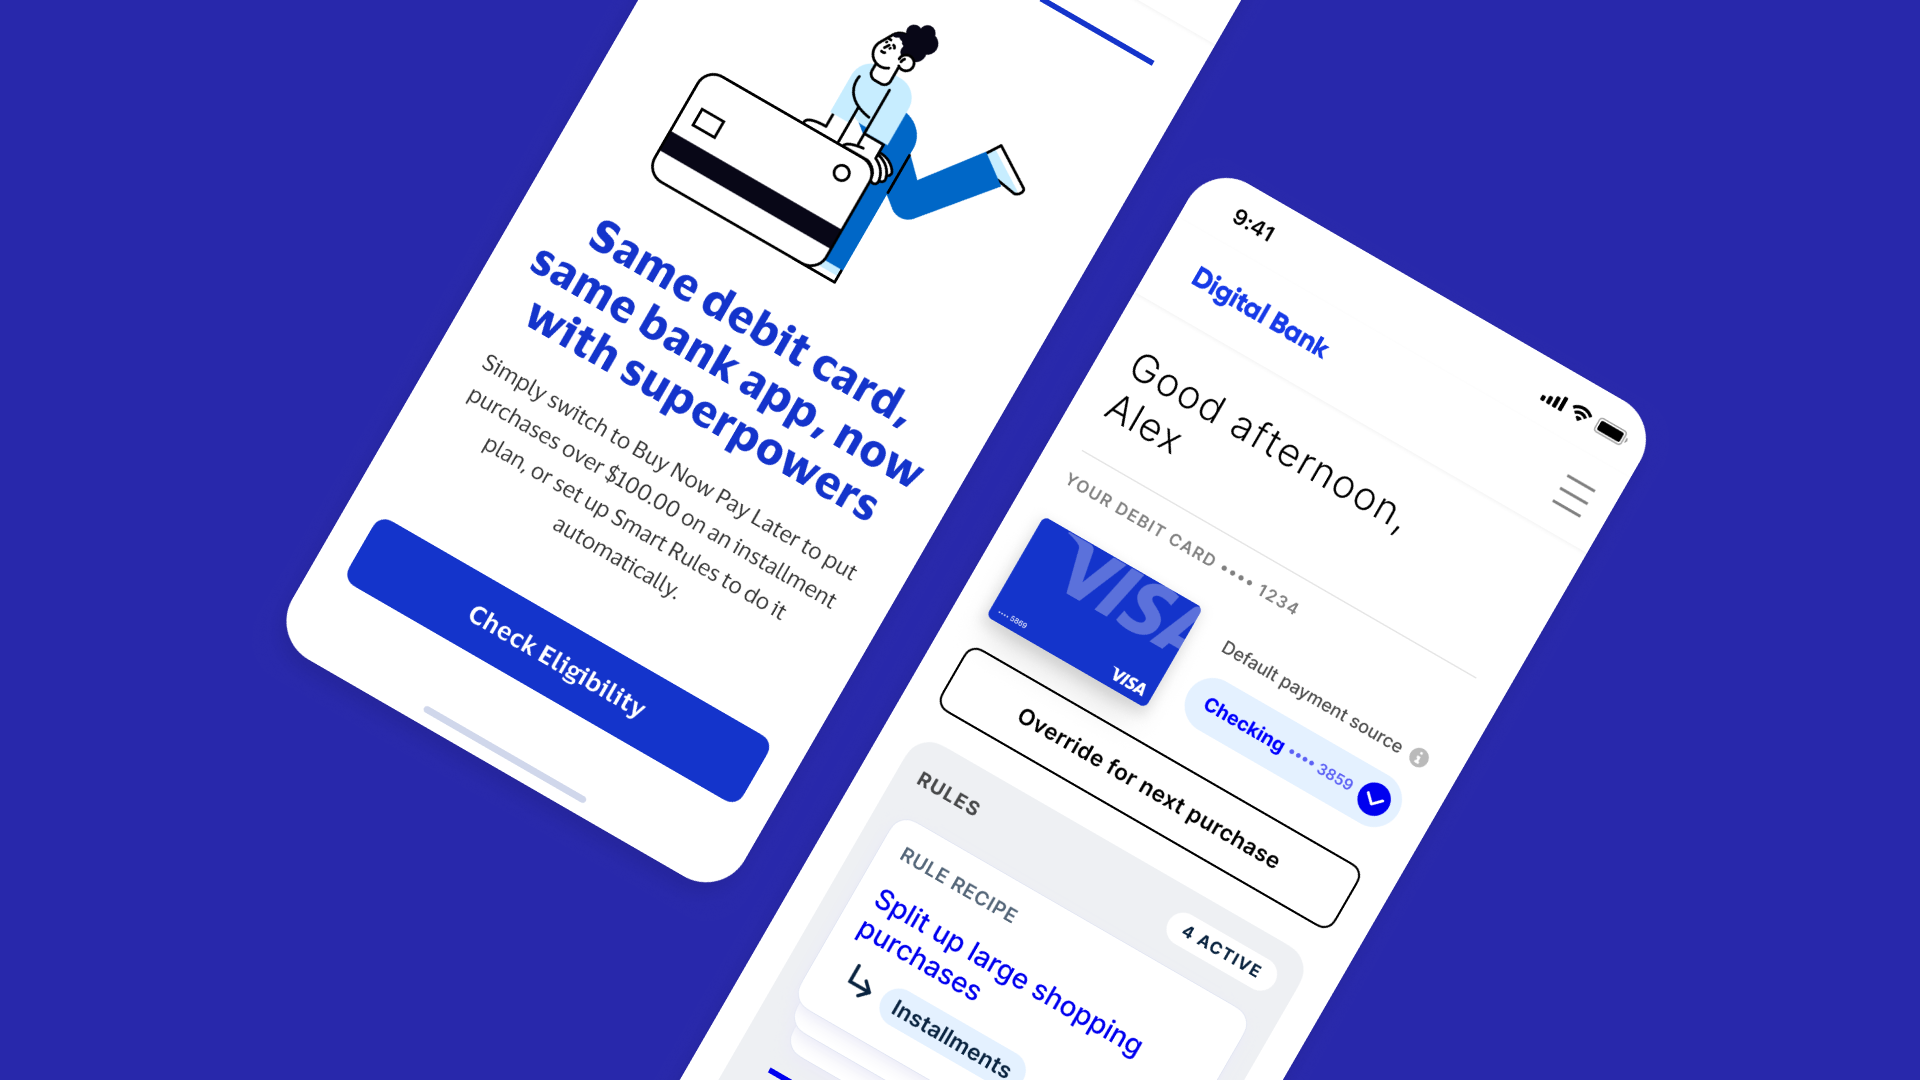 Same debit card,
same bank app, now
with superpowers
Simply switch to Buy Now Pay Later to put
purchases over $100.00 on an installment
plan, or set up Smart Rules to do it
automatically.
Check Eligibility
9:41
Digital Bank
Good afternoon,
Alex
YOUR DEBIT CARD •••• 1234
VISA
•••• 5869
VISA
Default payment source
Checking •••• 3859
Override for next purchase
RULES
4 ACTIVE
RULE RECIPE
Split up large shopping
purchases
Installments